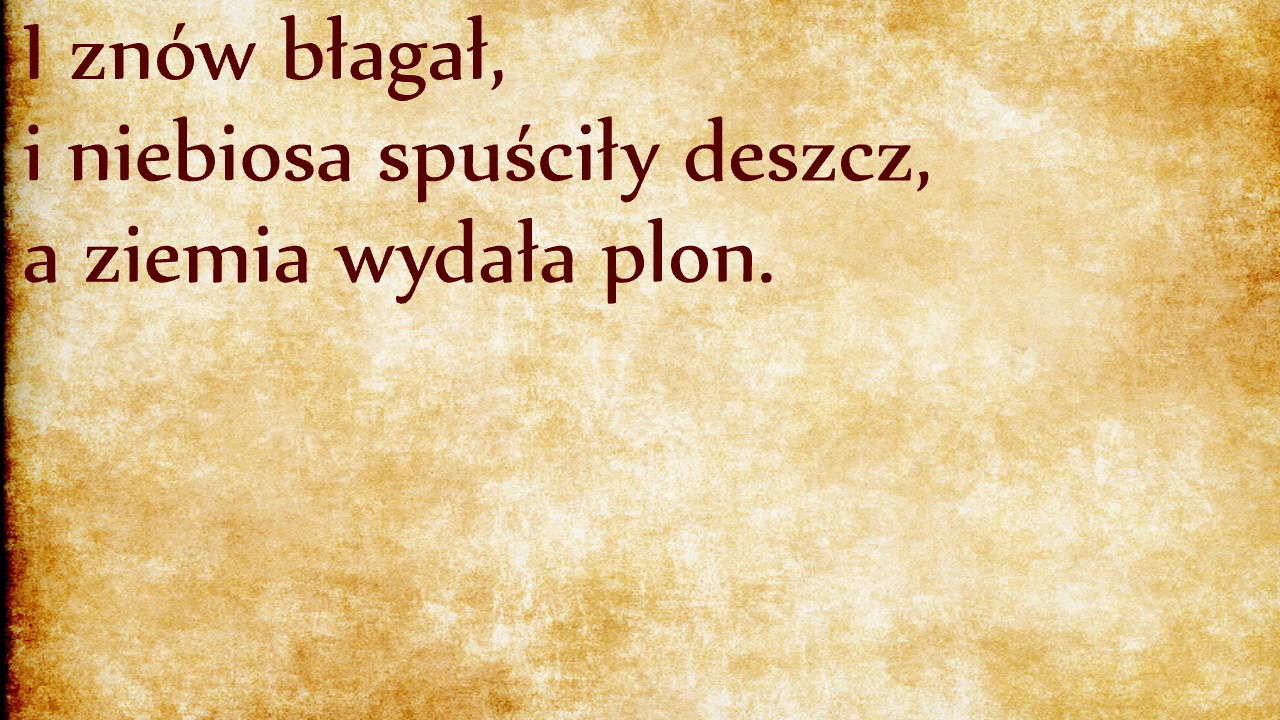 I znów błagał,
i niebiosa spuściły deszcz,
a ziemia wydała plon.